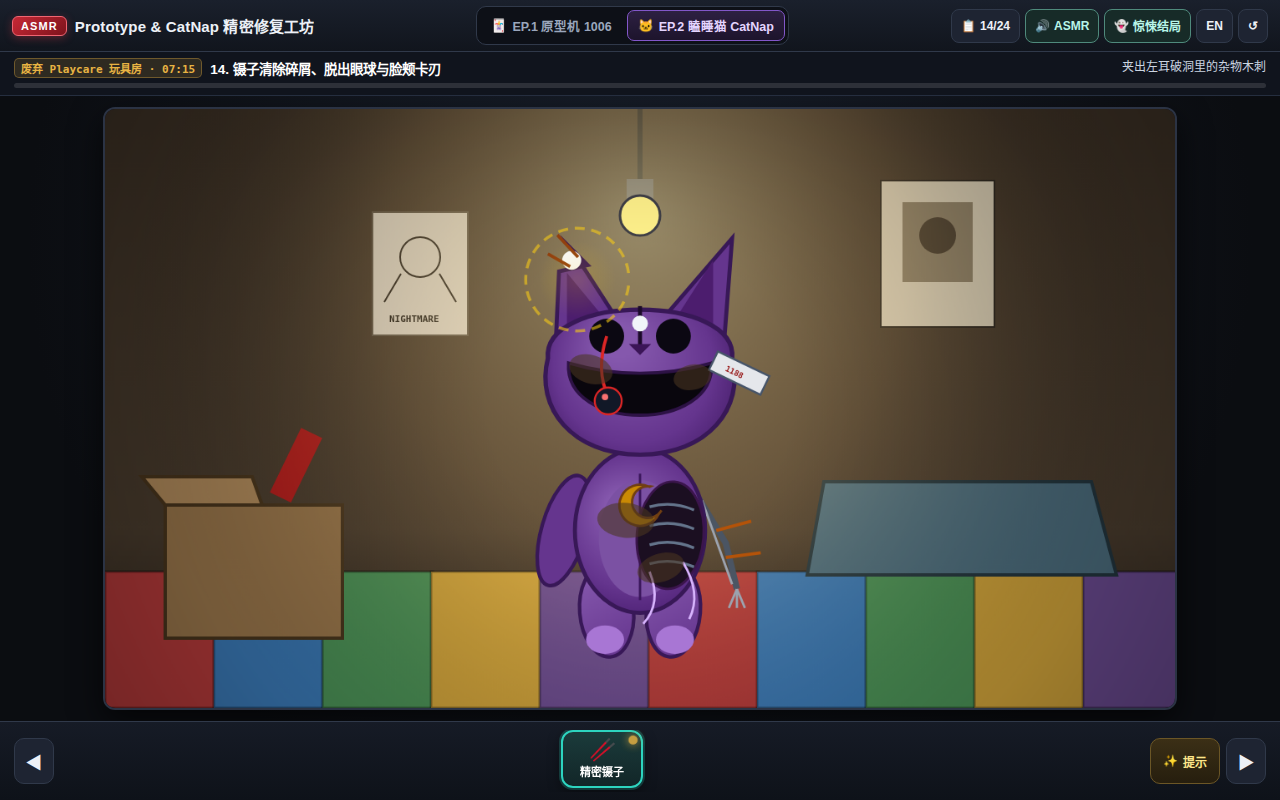 ASMR Prototype & CatNap 精密修复工坊
🃏 EP.1 原型机 1006
🐱 EP.2 瞌睡猫 CatNap
📋 14/24
🔊 ASMR
👻 惊悚结局
EN
↺
废弃 Playcare 玩具房 · 07:15 14. 镊子清除碎屑、脱出眼球与脸颊卡刃
夹出左耳破洞里的杂物木刺
NIGHTMARE
1188
◀
精密镊子
✨ 提示
▶